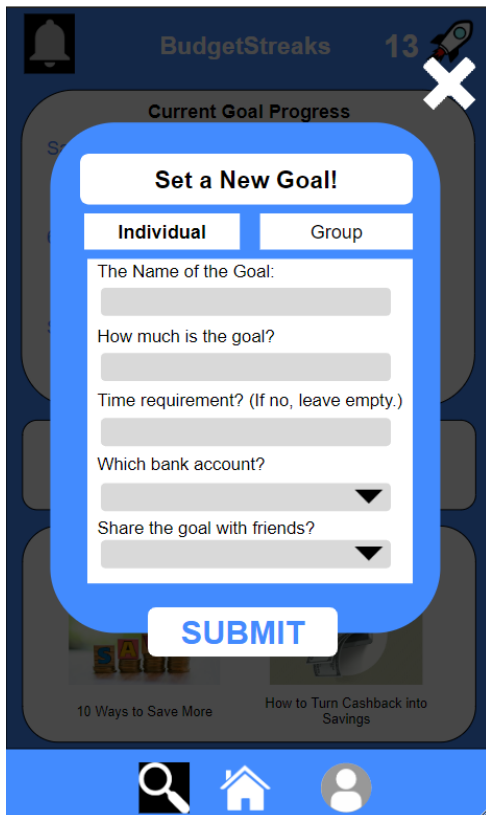 BudgetStreaks 13
Current Goal Progress
Set a New Goal!
Individual Group
The Name of the Goal:
How much is the goal?
Time requirement? (If no, leave empty.)
Which bank account?
Share the goal with friends?
SUBMIT
10 Ways to Save More
How to Turn Cashback into
Savings